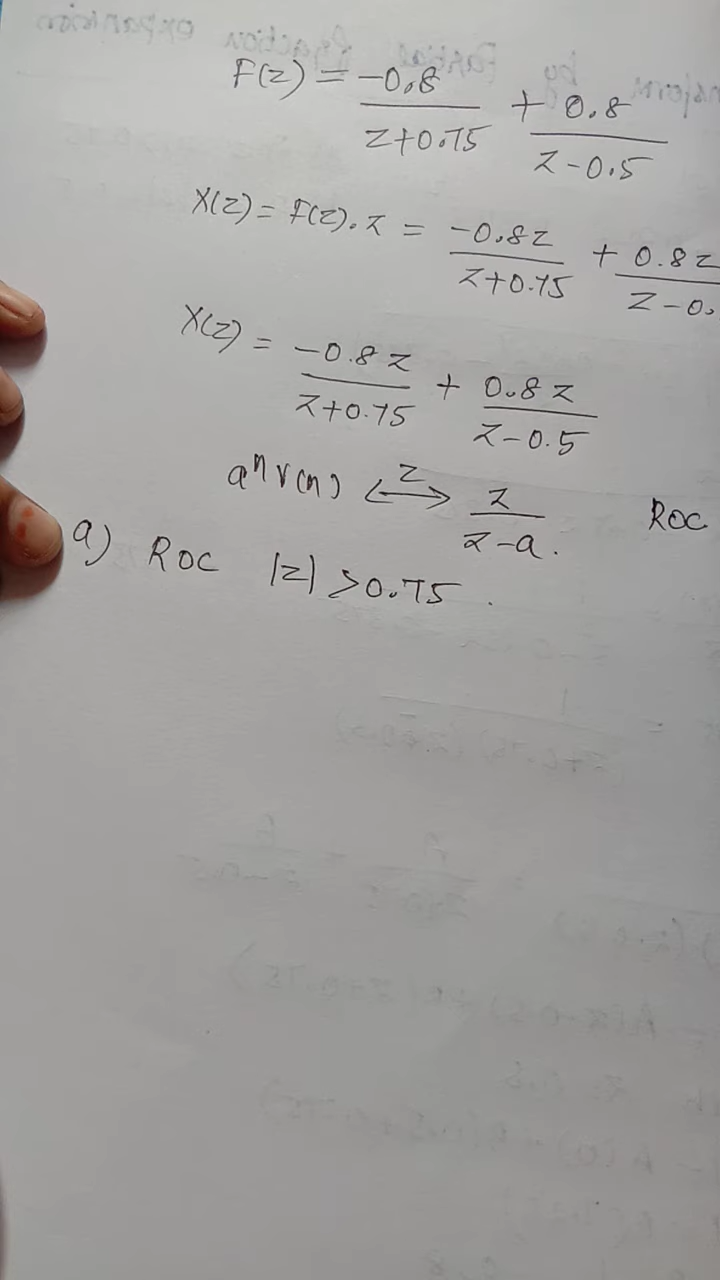 F(z) = -0.8/z+0.75 + 0.8/z-0.5
X(z) = F(z).z = -0.8z/z+0.75 + 0.8z/z-0.
X(z) = -0.8z/z+0.75 + 0.8z/z-0.5
aⁿ v(n) ⟷ᶻ z/z-a. ROC
a) ROC |z| >0.75.